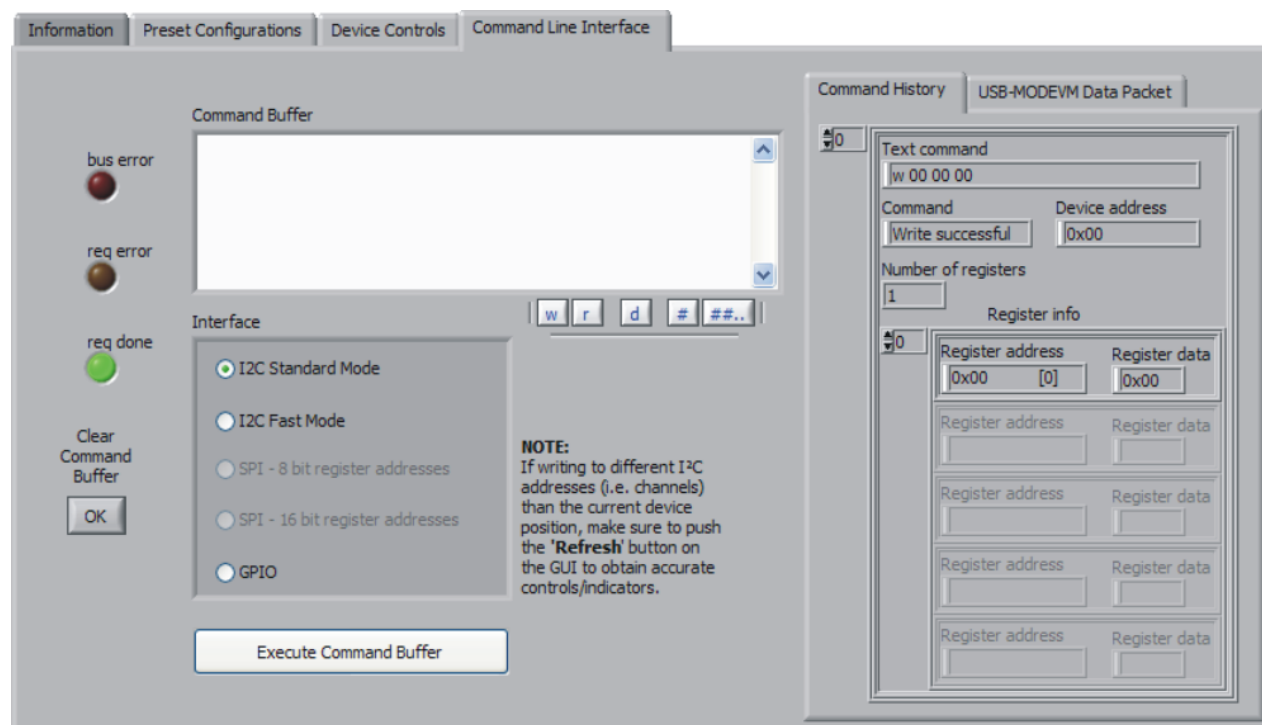 Information Preset Configurations Device Controls Command Line Interface
Command Buffer
bus error
req error
req done
Clear
Command
Buffer
OK
w r d # ##..
Interface
I2C Standard Mode
I2C Fast Mode
SPI - 8 bit register addresses
SPI - 16 bit register addresses
GPIO
NOTE:
If writing to different I²C
addresses (i.e. channels)
than the current device
position, make sure to push
the 'Refresh' button on
the GUI to obtain accurate
controls/indicators.
Execute Command Buffer
Command History USB-MODEVM Data Packet
0
Text command
w 00 00 00
Command Device address
Write successful 0x00
Number of registers
1
Register info
0
Register address Register data
0x00 [0] 0x00
Register address Register data
Register address Register data
Register address Register data
Register address Register data